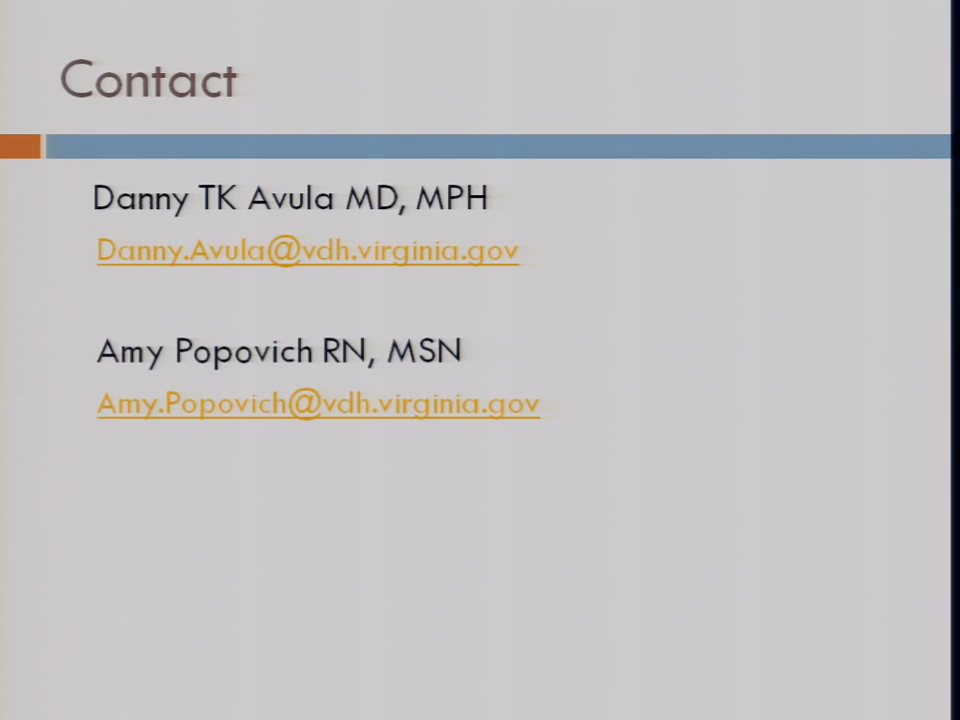 Contact
Danny TK Avula MD, MPH
Danny.Avula@vdh.virginia.gov
Amy Popovich RN, MSN
Amy.Popovich@vdh.virginia.gov